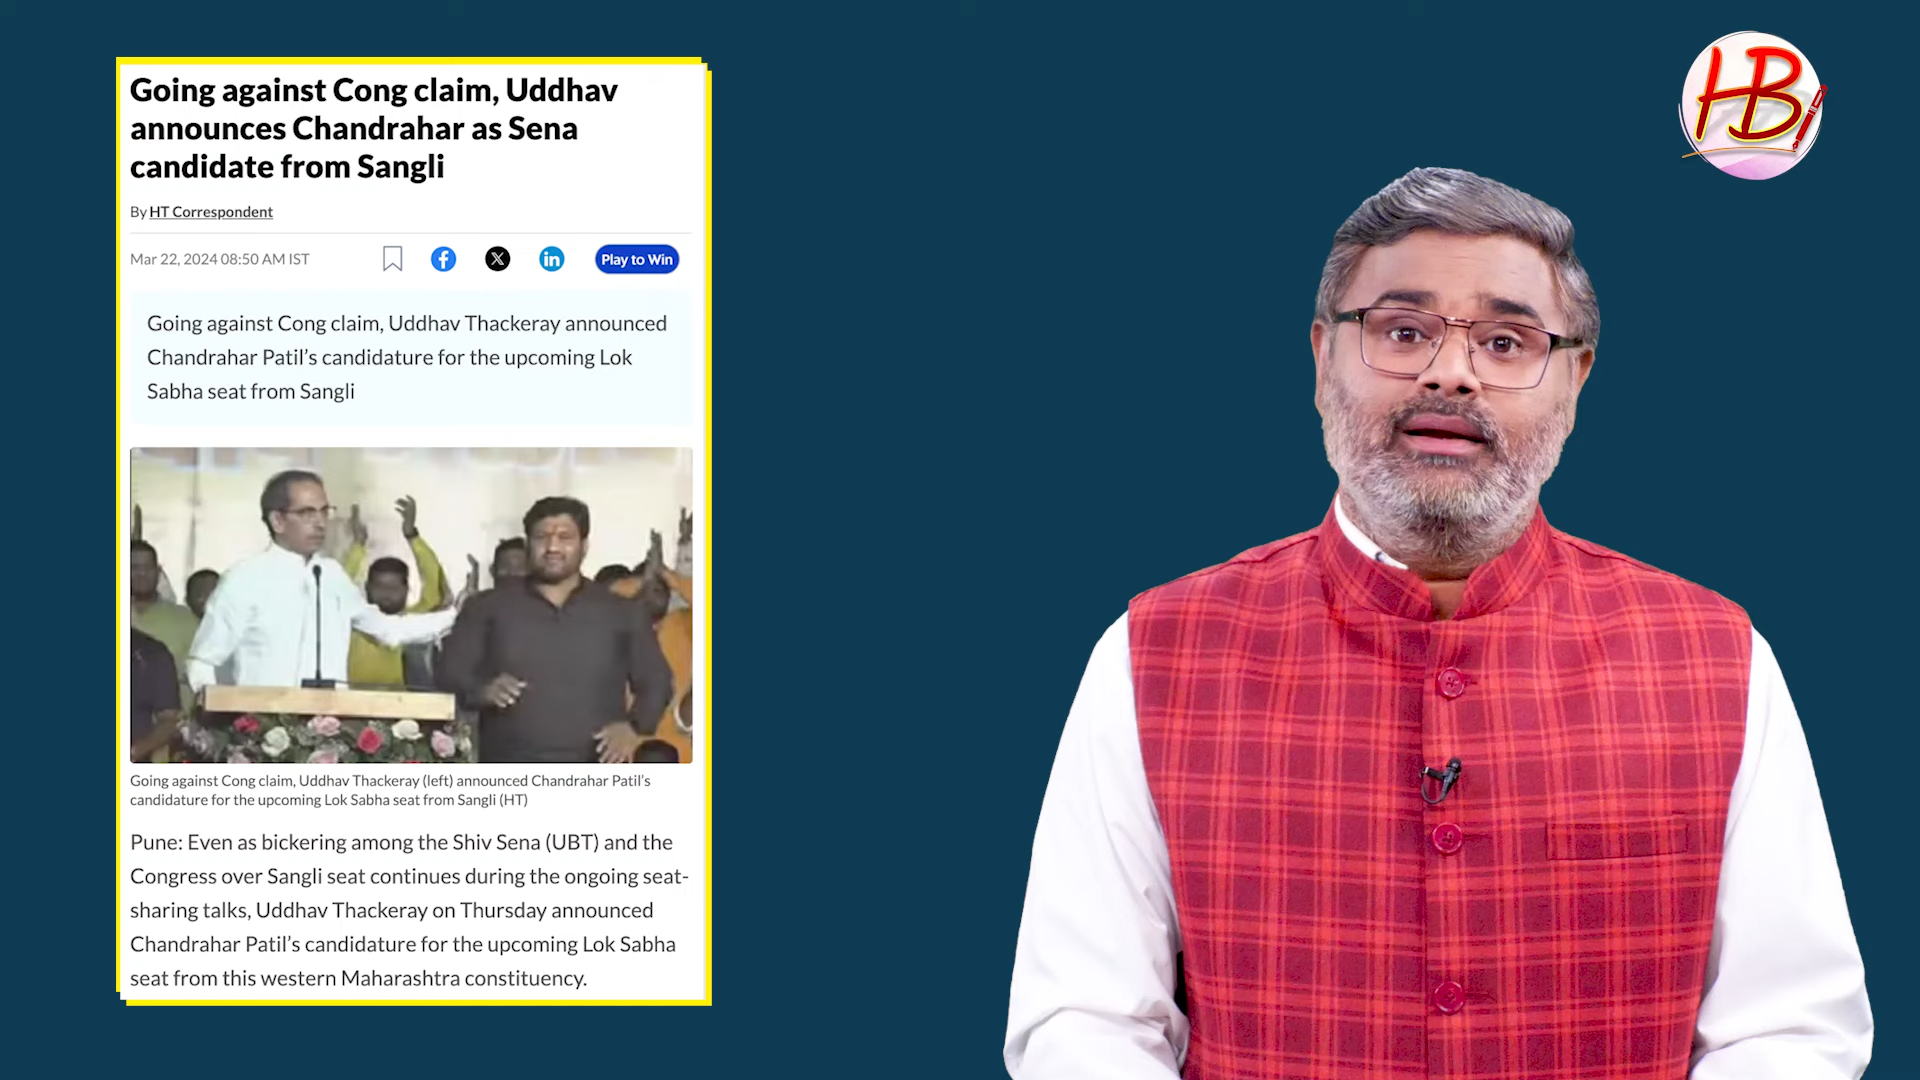 Going against Cong claim, Uddhav
announces Chandrahar as Sena
candidate from Sangli
By HT Correspondent
Mar 22, 2024 08:50 AM IST
Play to Win
Going against Cong claim, Uddhav Thackeray announced
Chandrahar Patil’s candidature for the upcoming Lok
Sabha seat from Sangli
Going against Cong claim, Uddhav Thackeray (left) announced Chandrahar Patil’s
candidature for the upcoming Lok Sabha seat from Sangli (HT)
Pune: Even as bickering among the Shiv Sena (UBT) and the
Congress over Sangli seat continues during the ongoing seat-
sharing talks, Uddhav Thackeray on Thursday announced
Chandrahar Patil’s candidature for the upcoming Lok Sabha
seat from this western Maharashtra constituency.
HB